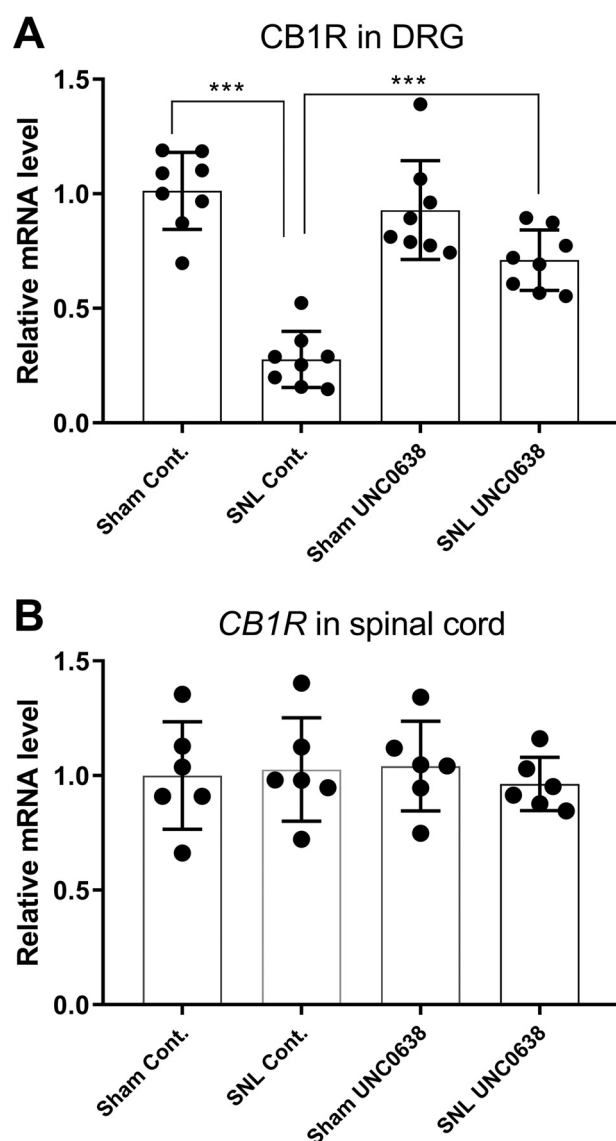 A
CB1R in DRG
Relative mRNA level
1.5
1.0
0.5
0.0
***
***
Sham Cont.
SNL Cont.
Sham UNC0638
SNL UNC0638
B
CB1R in spinal cord
Relative mRNA level
1.5
1.0
0.5
0.0
Sham Cont.
SNL Cont.
Sham UNC0638
SNL UNC0638